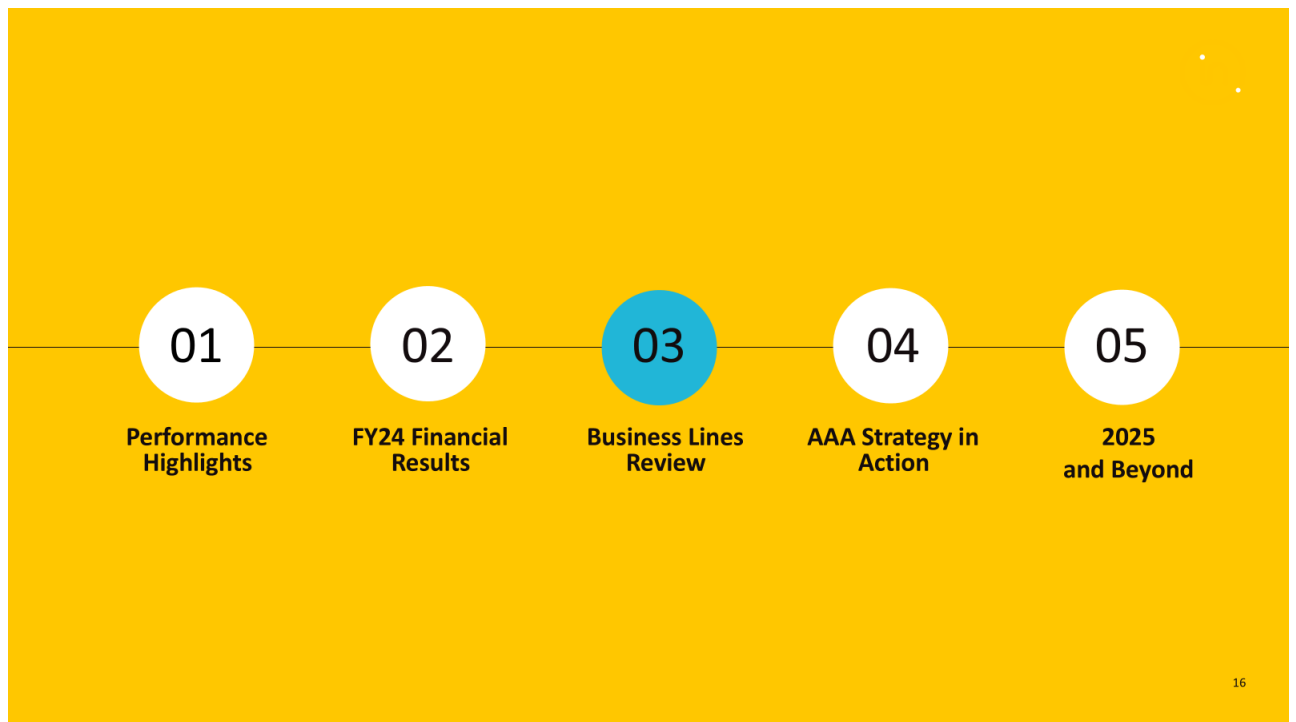 01
Performance
Highlights
02
FY24 Financial
Results
03
Business Lines
Review
04
AAA Strategy in
Action
05
2025
and Beyond
16